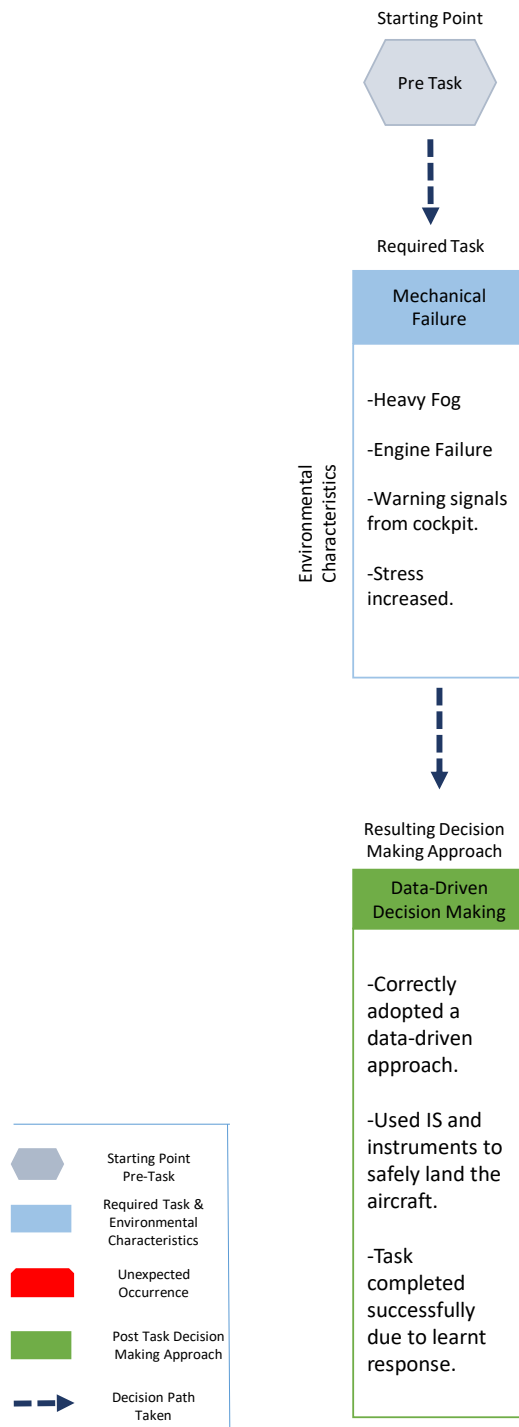 Starting Point
Pre Task
Required Task
Mechanical
Failure
Environmental
Characteristics
-Heavy Fog
-Engine Failure
-Warning signals
from cockpit.
-Stress
increased.
Resulting Decision
Making Approach
Data-Driven
Decision Making
-Correctly
adopted a
data-driven
approach.
-Used IS and
instruments to
safely land the
aircraft.
-Task
completed
successfully
due to learnt
response.
Starting Point
Pre-Task
Required Task &
Environmental
Characteristics
Unexpected
Occurrence
Post Task Decision
Making Approach
Decision Path
Taken